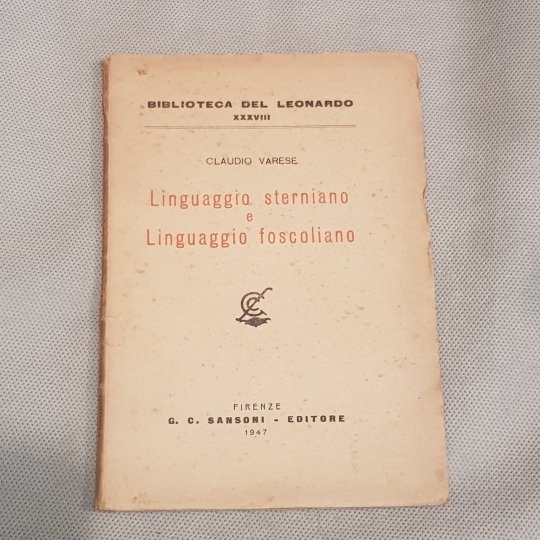 BIBLIOTECA DEL LEONARDO
XXXVIII
CLAUDIO VARESE
Linguaggio sterniano
e
Linguaggio foscoliano
FIRENZE
G. C. SANSONI - EDITORE
1947